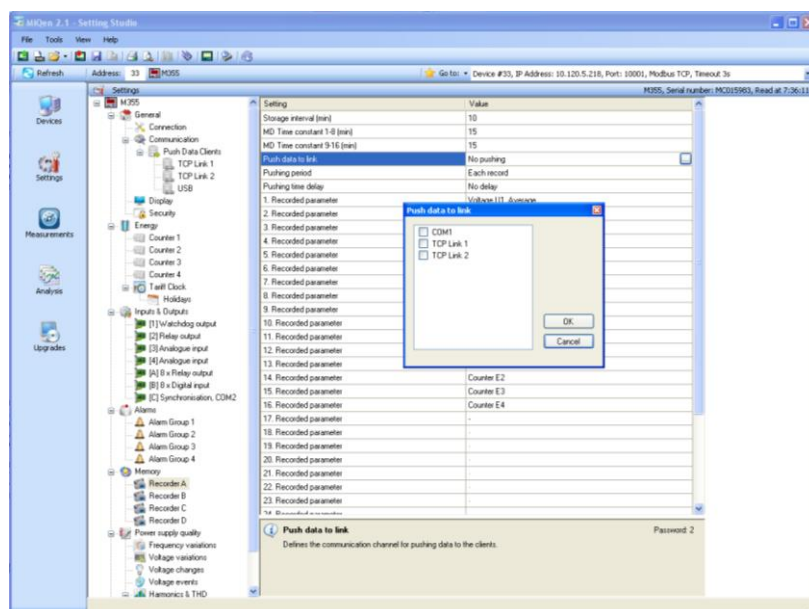 MiQen 2.1 - Setting Studio
File Tools View Help
Refresh Address: 33 M355 Go to: Device #33, IP Address: 10.120.5.218, Port: 10001, Modbus TCP, Timeout 3s
Settings M355, Serial number: MC015983, Read at 7:36:11
Devices
Settings
Measurements
Analysis
Upgrades
M355
General
Connection
Communication
Push Data Clients
TCP Link 1
TCP Link 2
USB
Display
Security
Energy
Counter 1
Counter 2
Counter 3
Counter 4
Tariff Clock
Holidays
Inputs & Outputs
[1] Watchdog output
[2] Relay output
[3] Analogue input
[4] Analogue input
[A] 8 x Relay output
[B] 8 x Digital input
[C] Synchronisation, COM2
Alarms
Alarm Group 1
Alarm Group 2
Alarm Group 3
Alarm Group 4
Memory
Recorder A
Recorder B
Recorder C
Recorder D
Power supply quality
Frequency variations
Voltage variations
Voltage changes
Voltage events
Harmonics & THD
Setting Value
Storage interval (min) 10
MD Time constant 1-8 (min) 15
MD Time constant 9-16 (min) 15
Push data to link No pushing
Pushing period Each record
Pushing time delay No delay
1. Recorded parameter Voltage U1, Average
2. Recorded parameter
3. Recorded parameter
4. Recorded parameter
5. Recorded parameter
6. Recorded parameter
7. Recorded parameter
8. Recorded parameter
9. Recorded parameter
10. Recorded parameter
11. Recorded parameter
12. Recorded parameter
13. Recorded parameter
14. Recorded parameter Counter E2
15. Recorded parameter Counter E3
16. Recorded parameter Counter E4
17. Recorded parameter -
18. Recorded parameter
19. Recorded parameter
20. Recorded parameter
21. Recorded parameter
22. Recorded parameter
23. Recorded parameter
24. Recorded parameter
Push data to link
COM1
TCP Link 1
TCP Link 2
OK
Cancel
Push data to link Password: 2
Defines the communication channel for pushing data to the clients.